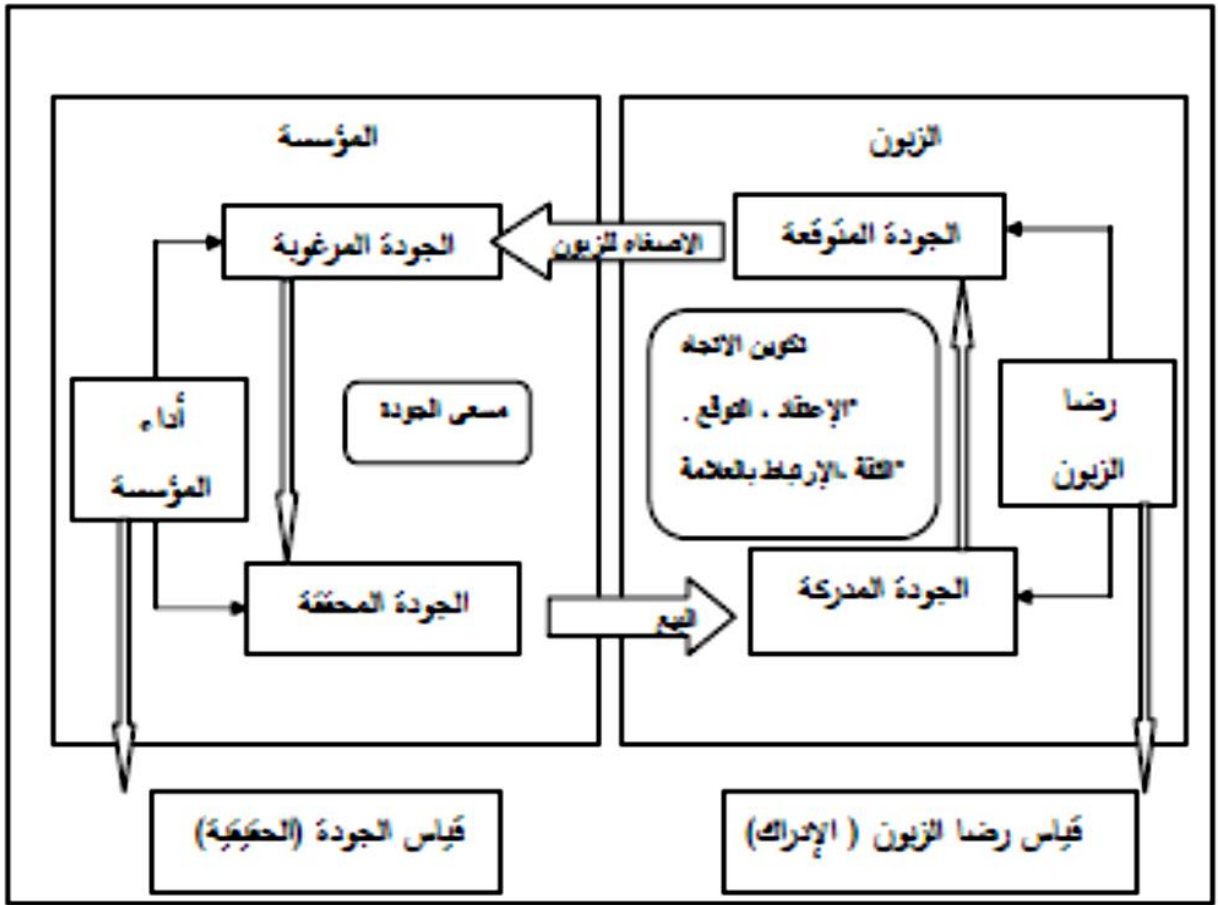 الزبون
المؤسسة
الجودة المتوقعة
الاصغاء للزبون
الجودة المرغوبة
تكوين الاتجاه
"الإعتقاد ، التوقع .
"الثقة ،الإرتباط بالعلامة
رضا
الزبون
مسعى الجودة
أداء
المؤسسة
الجودة المدركة
البيع
الجودة المحققة
قياس رضا الزبون ( الإدراك)
قياس الجودة (الحقيقية)